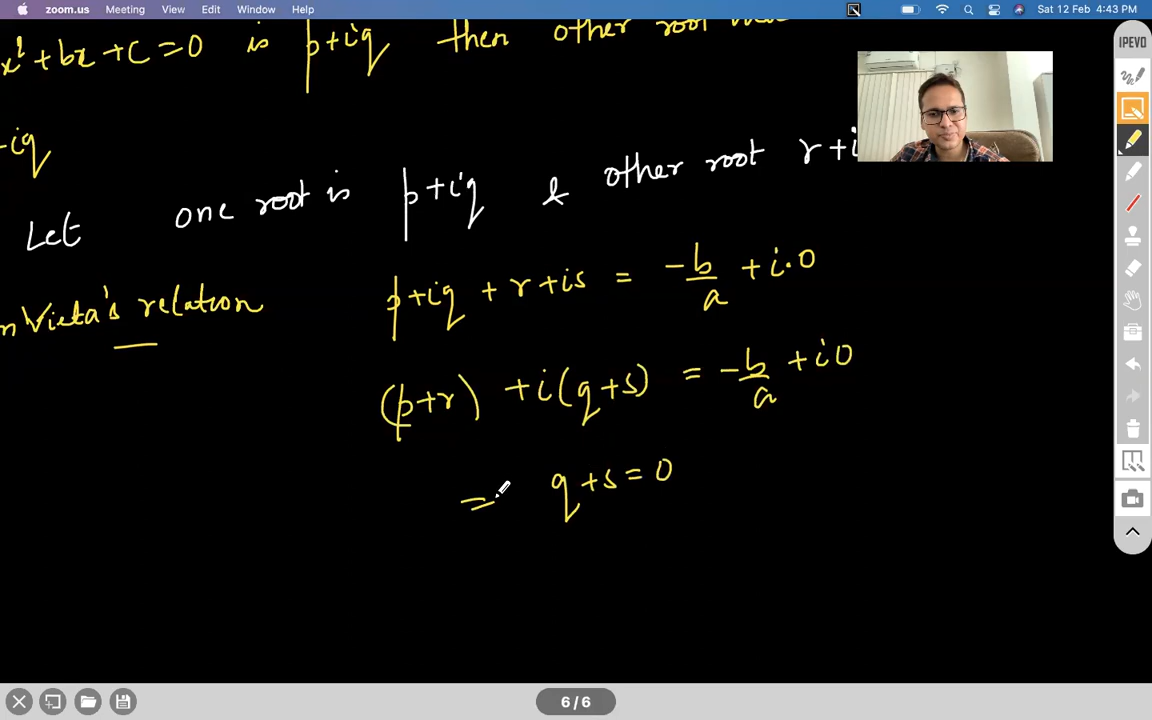 zoom.us Meeting View Window Help Sat 12 Feb 4:43 PM
IPEVO
x²+bx+c=0 is p+iq then other root
-iq
Let one root is p+iq & other root r+i
Vieta's relation p+iq+r+is = -b/a + i·0
(p+r) +i(q+s) = -b/a + i0
= q+s=0
6/6